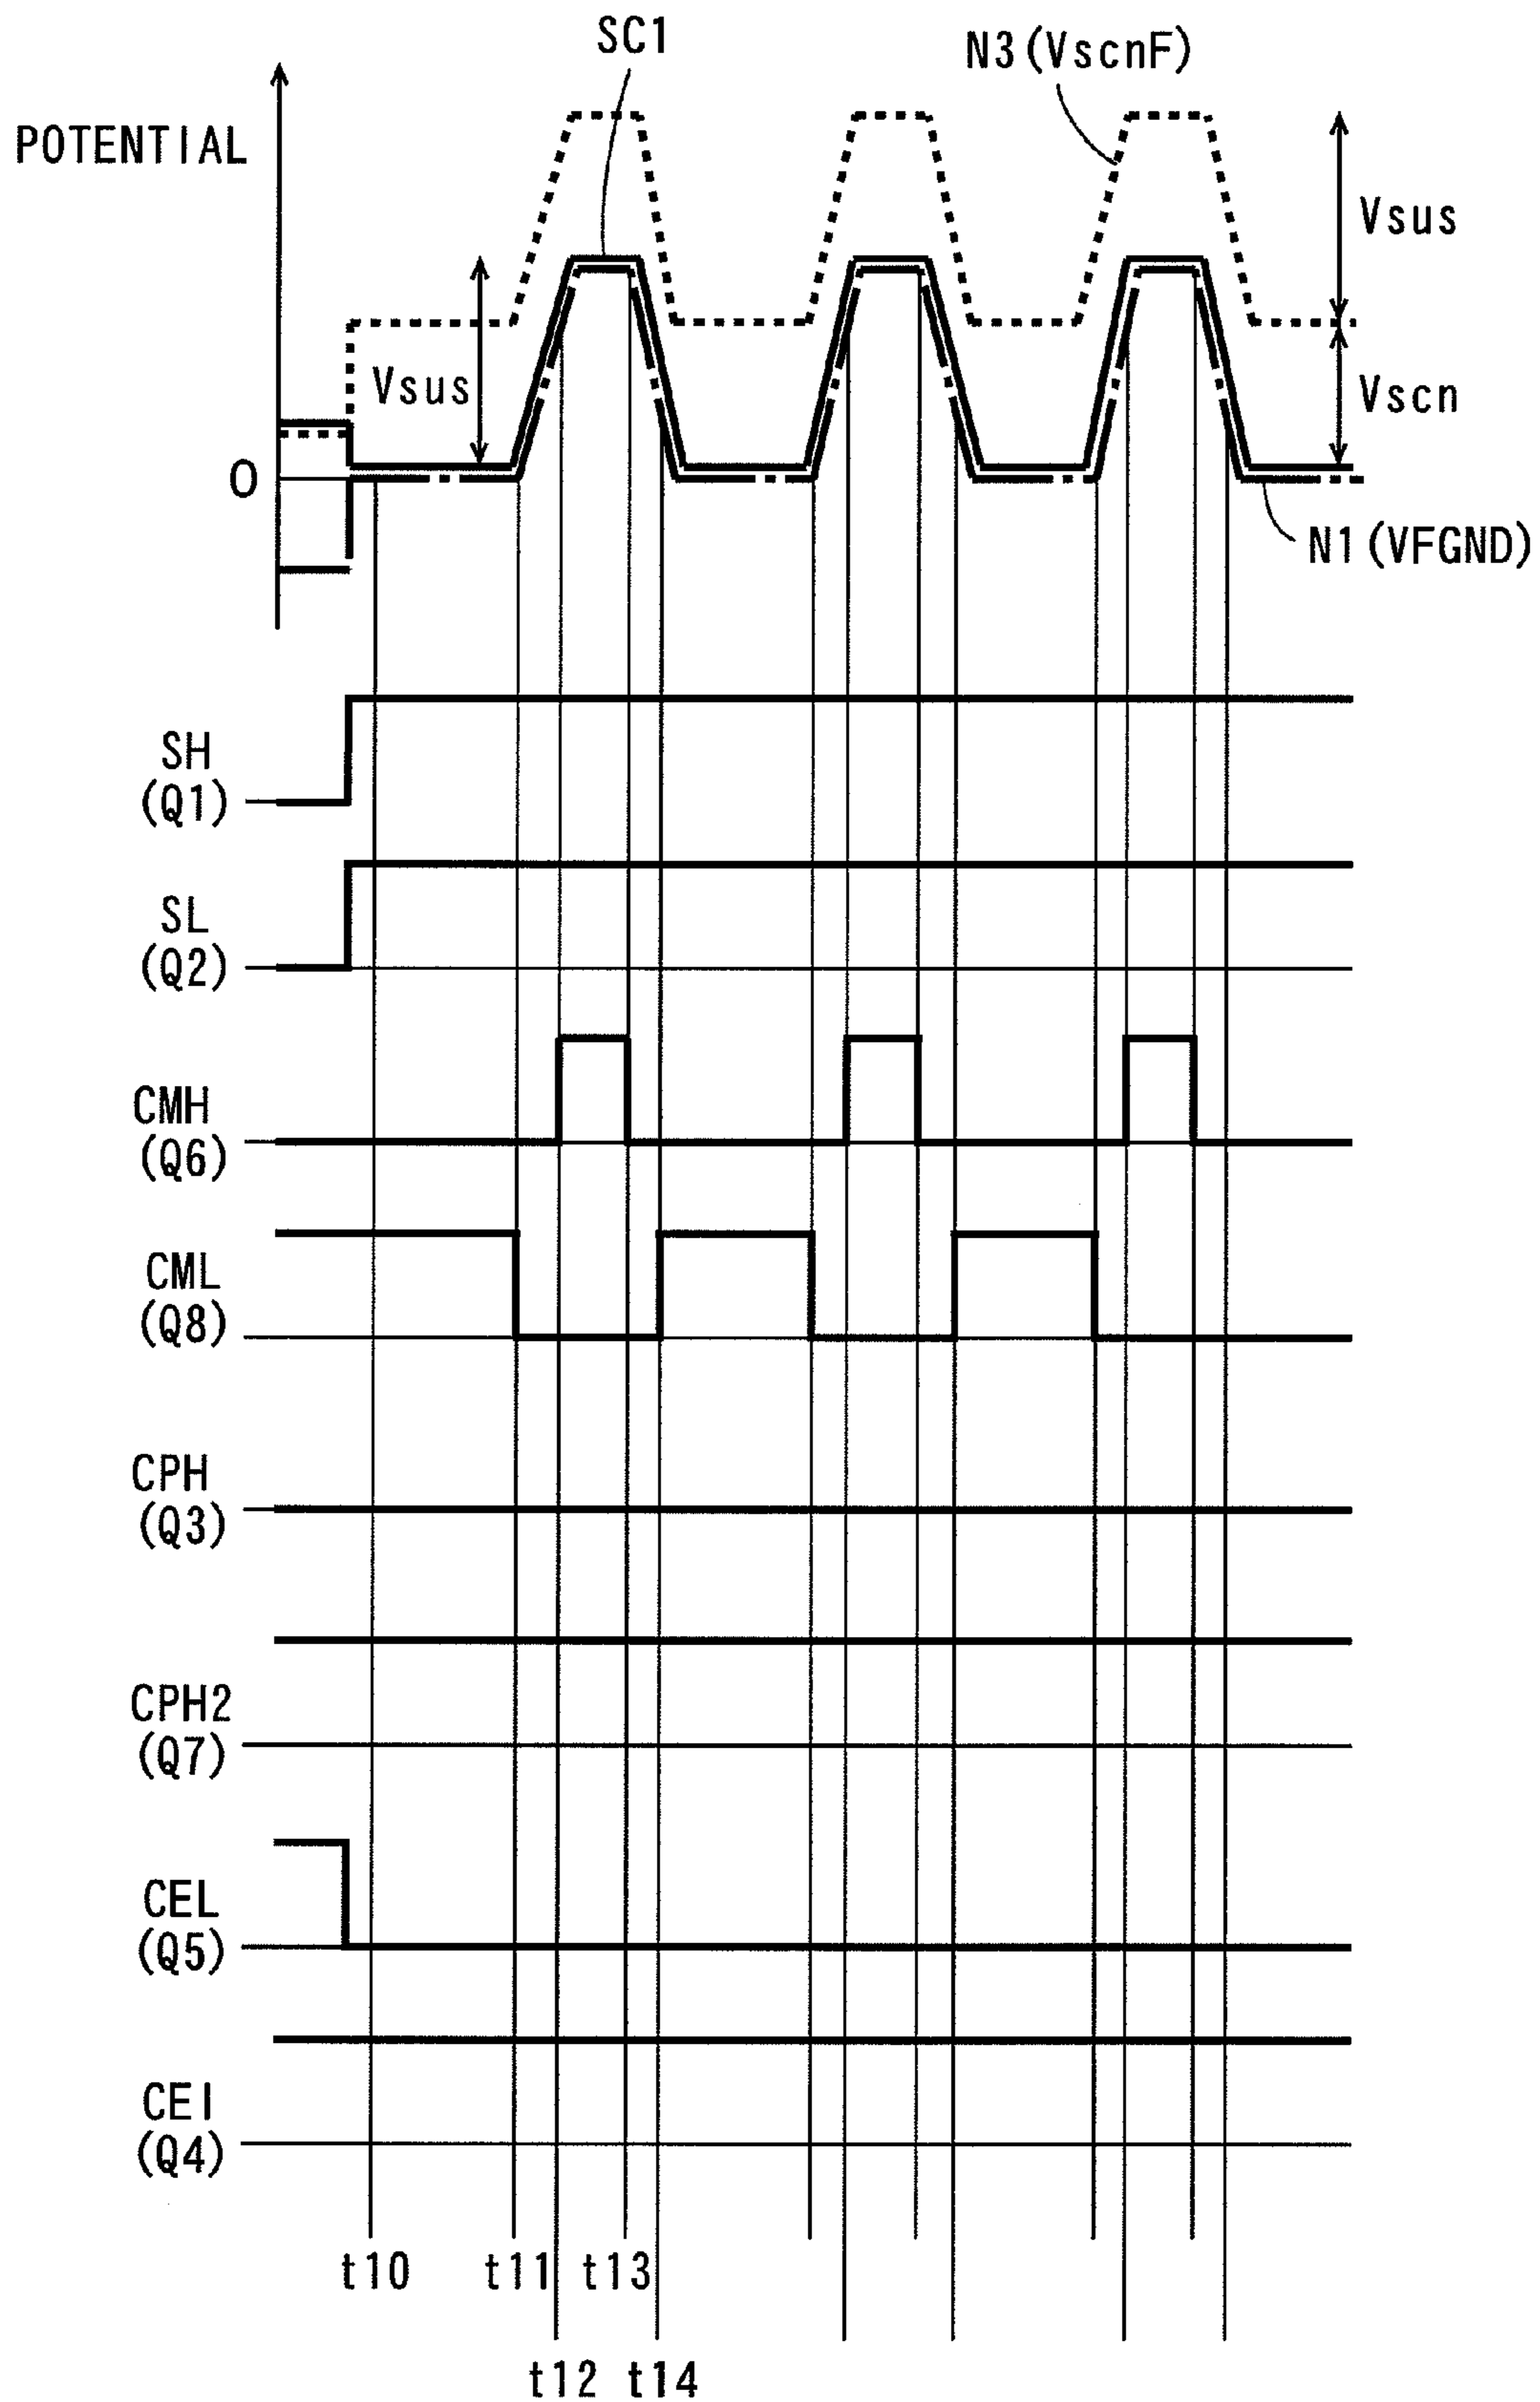 SC1
N3(VscnF)
POTENTIAL
Vsus
Vsus
Vscn
0
N1(VFGND)
SH
(Q1)
SL
(Q2)
CMH
(Q6)
CML
(Q8)
CPH
(Q3)
CPH2
(Q7)
CEL
(Q5)
CEI
(Q4)
t10 t11 t13
t12 t14